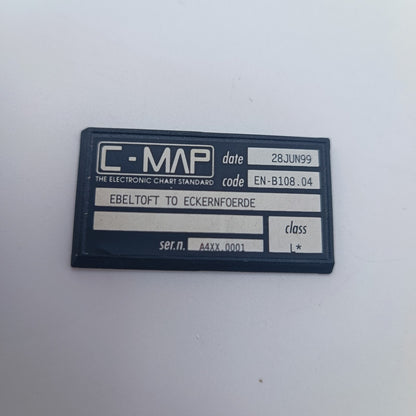 C-MAP date 28JUN99
THE ELECTRONIC CHART STANDARD code EN-B108.04
EBELTOFT TO ECKERNFOERDE
class
ser.n. A4XX.0001 L*